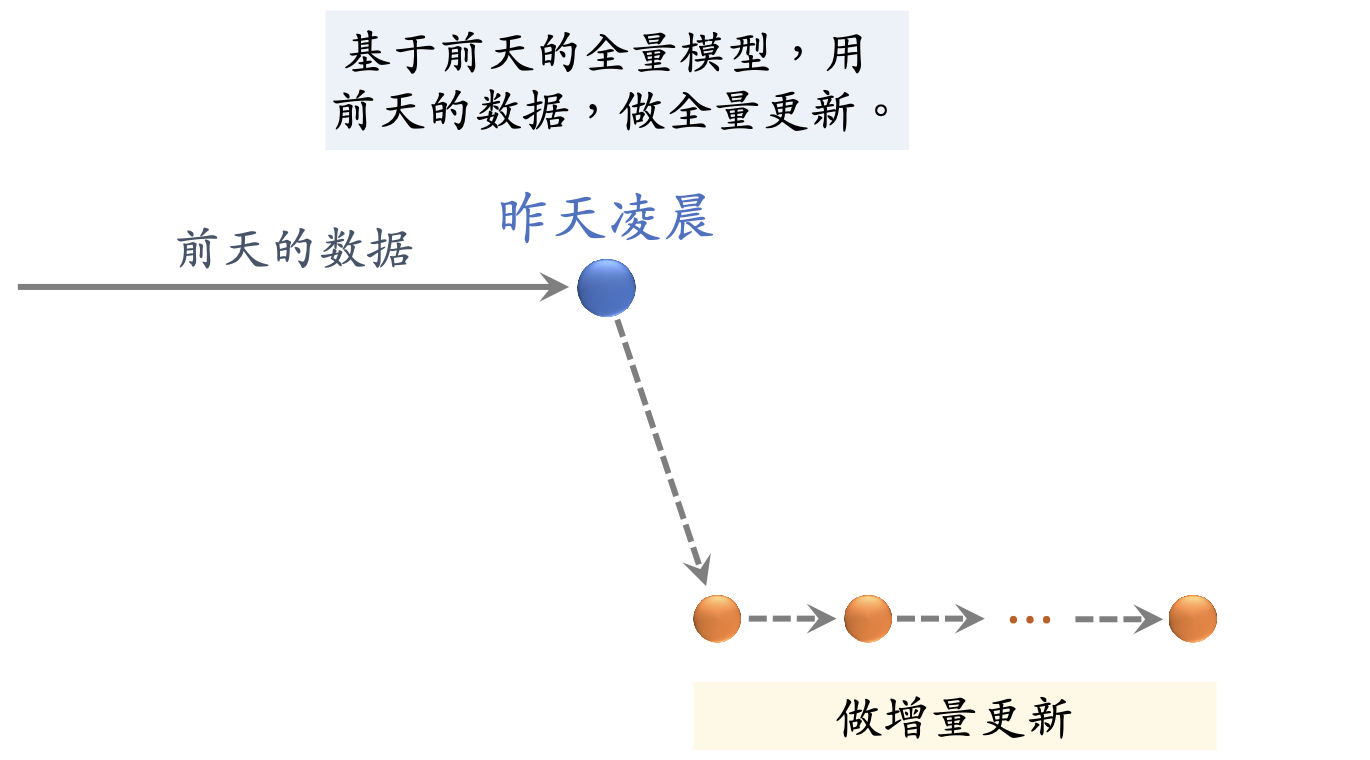 基于前天的全量模型，用
前天的数据，做全量更新。
昨天凌晨
前天的数据
...
做增量更新